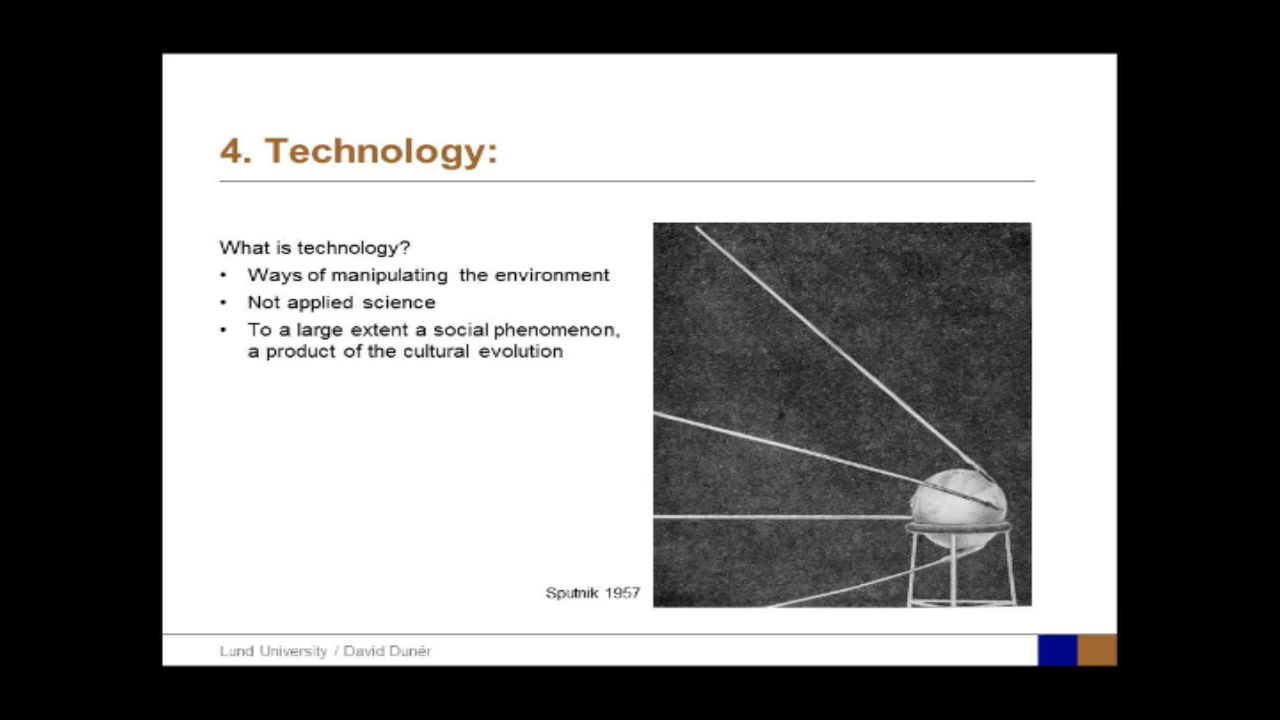 4. Technology:
What is technology?
• Ways of manipulating the environment
• Not applied science
• To a large extent a social phenomenon,
a product of the cultural evolution
Sputnik 1957
Lund University / David Dunér